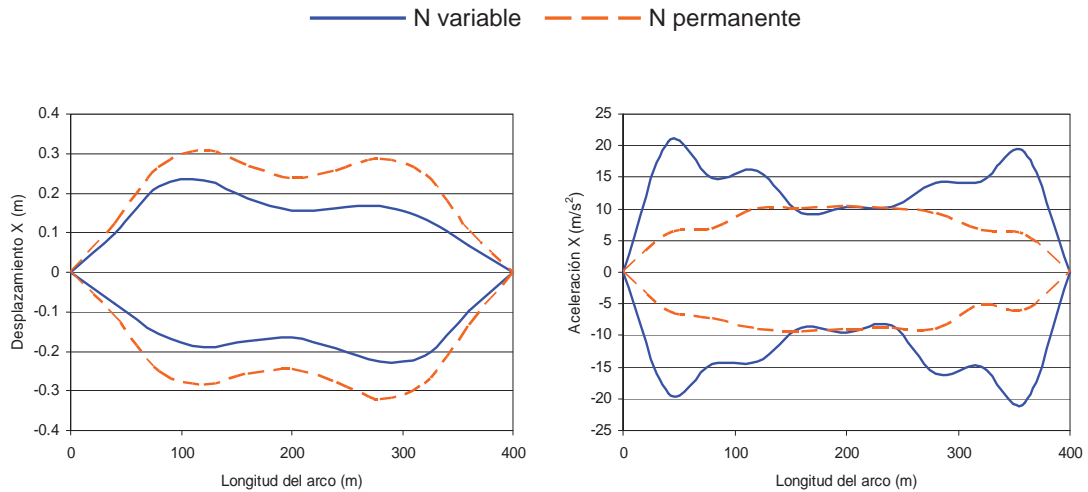 N variable N permanente
Desplazamiento X (m)
0.4
0.3
0.2
0.1
0
-0.1
-0.2
-0.3
-0.4
0 100 200 300 400
Longitud del arco (m)
Aceleración X (m/s²)
25
20
15
10
5
0
-5
-10
-15
-20
-25
0 100 200 300 400
Longitud del arco (m)